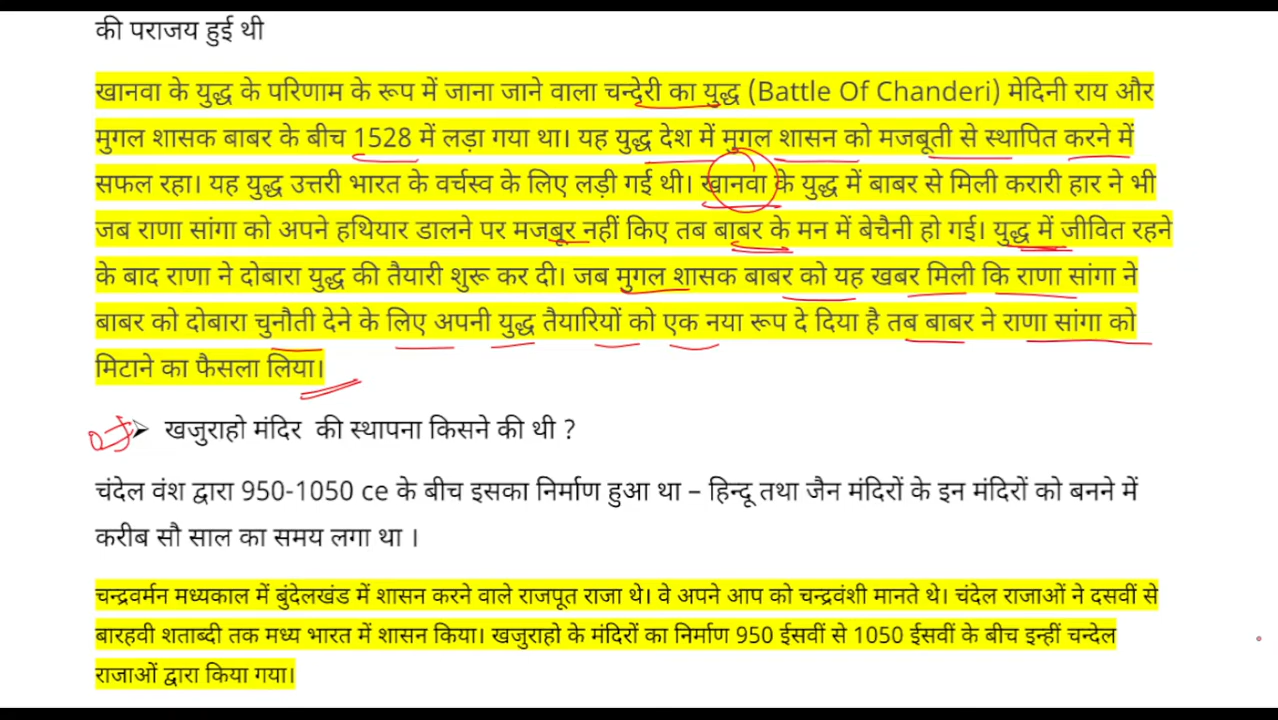 की पराजय हुई थी
खानवा के युद्ध के परिणाम के रूप में जाना जाने वाला चन्देरी का युद्ध (Battle Of Chanderi) मेदिनी राय और
मुगल शासक बाबर के बीच 1528 में लड़ा गया था। यह युद्ध देश में मुगल शासन को मजबूती से स्थापित करने में
सफल रहा। यह युद्ध उत्तरी भारत के वर्चस्व के लिए लड़ी गई थी। खानवा के युद्ध में बाबर से मिली करारी हार ने भी
जब राणा सांगा को अपने हथियार डालने पर मजबूर नहीं किए तब बाबर के मन में बेचैनी हो गई। युद्ध में जीवित रहने
के बाद राणा ने दोबारा युद्ध की तैयारी शुरू कर दी। जब मुगल शासक बाबर को यह खबर मिली कि राणा सांगा ने
बाबर को दोबारा चुनौती देने के लिए अपनी युद्ध तैयारियों को एक नया रूप दे दिया है तब बाबर ने राणा सांगा को
मिटाने का फैसला लिया।
➢ खजुराहो मंदिर की स्थापना किसने की थी ?
चंदेल वंश द्वारा 950-1050 ce के बीच इसका निर्माण हुआ था – हिन्दू तथा जैन मंदिरों के इन मंदिरों को बनने में
करीब सौ साल का समय लगा था ।
चन्द्रवर्मन मध्यकाल में बुंदेलखंड में शासन करने वाले राजपूत राजा थे। वे अपने आप को चन्द्रवंशी मानते थे। चंदेल राजाओं ने दसवीं से
बारहवी शताब्दी तक मध्य भारत में शासन किया। खजुराहो के मंदिरों का निर्माण 950 ईसवीं से 1050 ईसवीं के बीच इन्हीं चन्देल
राजाओं द्वारा किया गया।